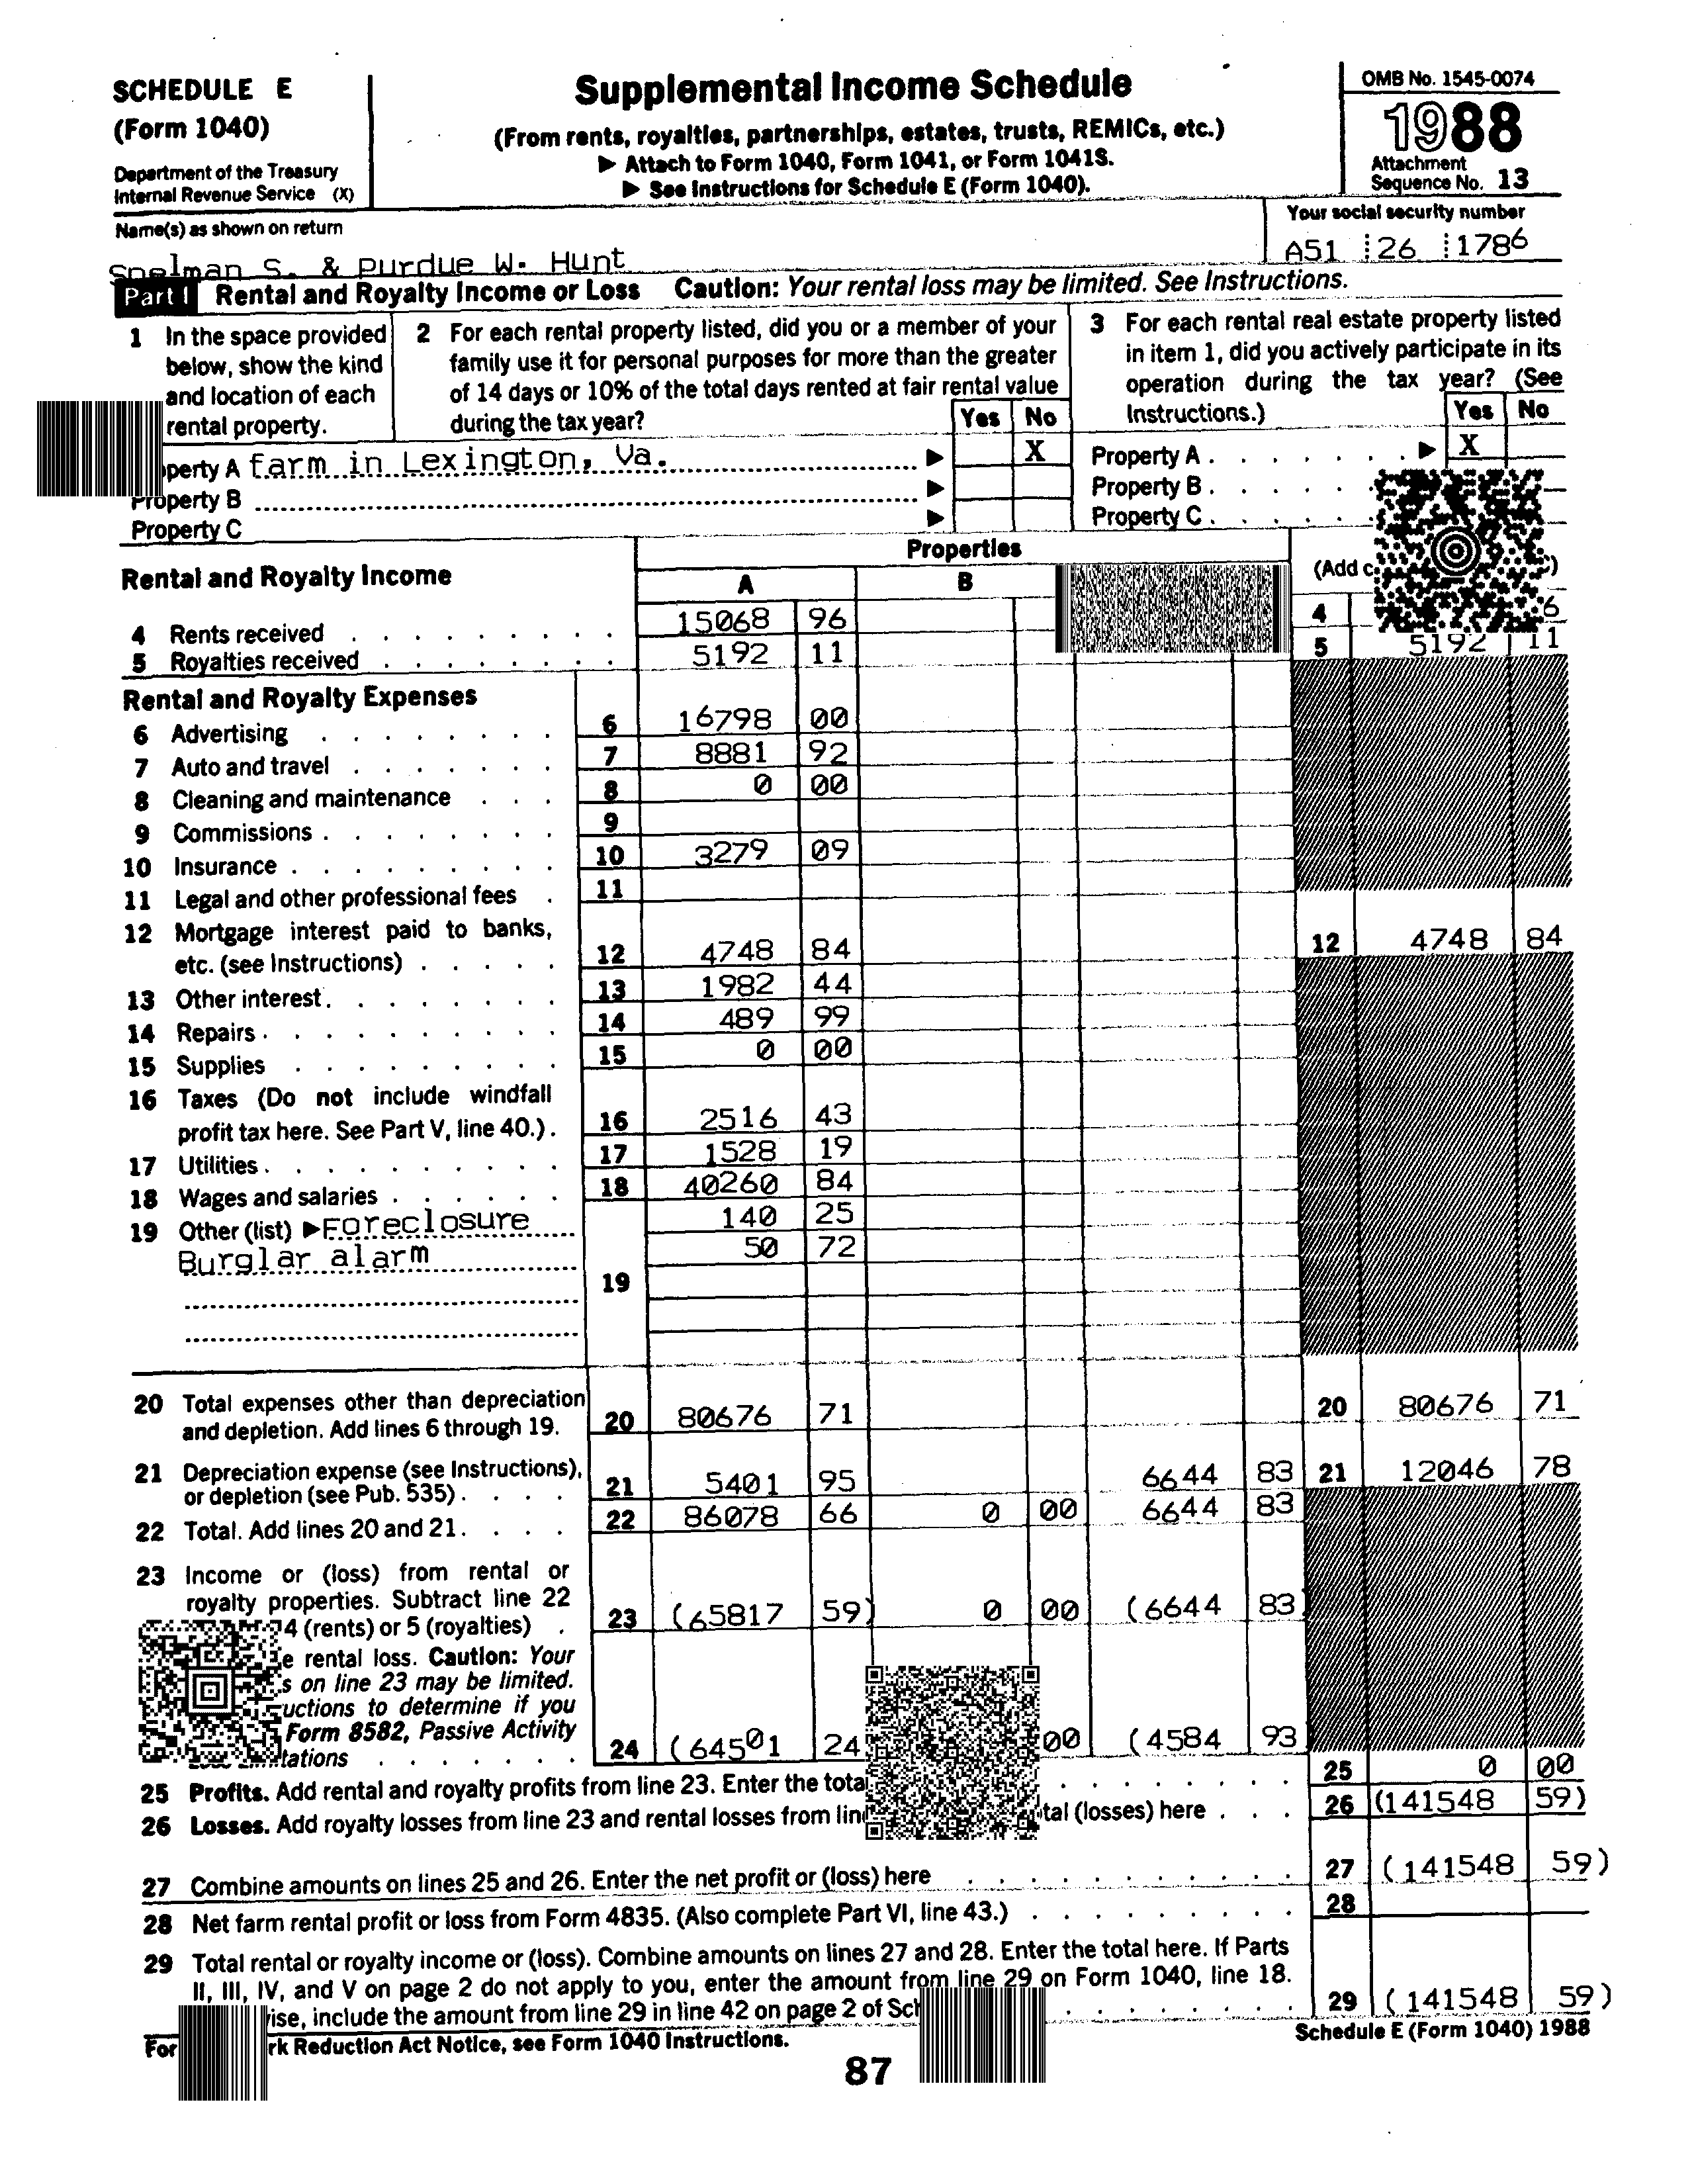 SCHEDULE E
(Form 1040)
Department of the Treasury
Internal Revenue Service (X)
Supplemental Income Schedule
(From rents, royalties, partnerships, estates, trusts, REMICs, etc.)
▶ Attach to Form 1040, Form 1041, or Form 1041S.
▶ See Instructions for Schedule E (Form 1040).
OMB No. 1545-0074
1988
Attachment
Sequence No. 13
Name(s) as shown on return
Spelman S. & Purdue W. Hunt
Your social security number
A51 26 1786
Part I Rental and Royalty Income or Loss Caution: Your rental loss may be limited. See Instructions.
1 In the space provided
below, show the kind
and location of each
rental property.
2 For each rental property listed, did you or a member of your
family use it for personal purposes for more than the greater
of 14 days or 10% of the total days rented at fair rental value
during the tax year? Yes No
3 For each rental real estate property listed
in item 1, did you actively participate in its
operation during the tax year? (See
Instructions.) Yes No
perty A farm in Lexington, Va. ▶ X Property A ▶ X
Property B ▶ Property B
Property C ▶ Property C
Properties
Rental and Royalty Income A B (Add c )
4 Rents received 15068 96 4 6
5 Royalties received 5192 11 5 5192 11
Rental and Royalty Expenses
6 Advertising 6 16798 00
7 Auto and travel 7 8881 92
8 Cleaning and maintenance 8 0 00
9 Commissions 9
10 Insurance 10 3279 09
11 Legal and other professional fees 11
12 Mortgage interest paid to banks,
etc. (see Instructions) 12 4748 84 12 4748 84
13 Other interest 13 1982 44
14 Repairs 14 489 99
15 Supplies 15 0 00
16 Taxes (Do not include windfall
profit tax here. See Part V, line 40.) 16 2516 43
17 Utilities 17 1528 19
18 Wages and salaries 18 40260 84
19 Other (list) ▶ Foreclosure 140 25
Burglar alarm 50 72
19
20 Total expenses other than depreciation
and depletion. Add lines 6 through 19. 20 80676 71 20 80676 71
21 Depreciation expense (see Instructions),
or depletion (see Pub. 535) 21 5401 95 6644 83 21 12046 78
22 Total. Add lines 20 and 21 22 86078 66 0 00 6644 83
23 Income or (loss) from rental or
royalty properties. Subtract line 22
4 (rents) or 5 (royalties) 23 (65817 59) 0 00 (6644 83)
e rental loss. Caution: Your
s on line 23 may be limited.
uctions to determine if you
Form 8582, Passive Activity
tations 24 (64501 24 00 (4584 93
25 Profits. Add rental and royalty profits from line 23. Enter the tota 25 0 00
26 Losses. Add royalty losses from line 23 and rental losses from lin tal (losses) here 26 (141548 59)
27 Combine amounts on lines 25 and 26. Enter the net profit or (loss) here 27 (141548 59)
28 Net farm rental profit or loss from Form 4835. (Also complete Part VI, line 43.) 28
29 Total rental or royalty income or (loss). Combine amounts on lines 27 and 28. Enter the total here. If Parts
II, III, IV, and V on page 2 do not apply to you, enter the amount from line 29 on Form 1040, line 18.
ise, include the amount from line 29 in line 42 on page 2 of Sch 29 (141548 59)
For rk Reduction Act Notice, see Form 1040 Instructions. Schedule E (Form 1040) 1988
87